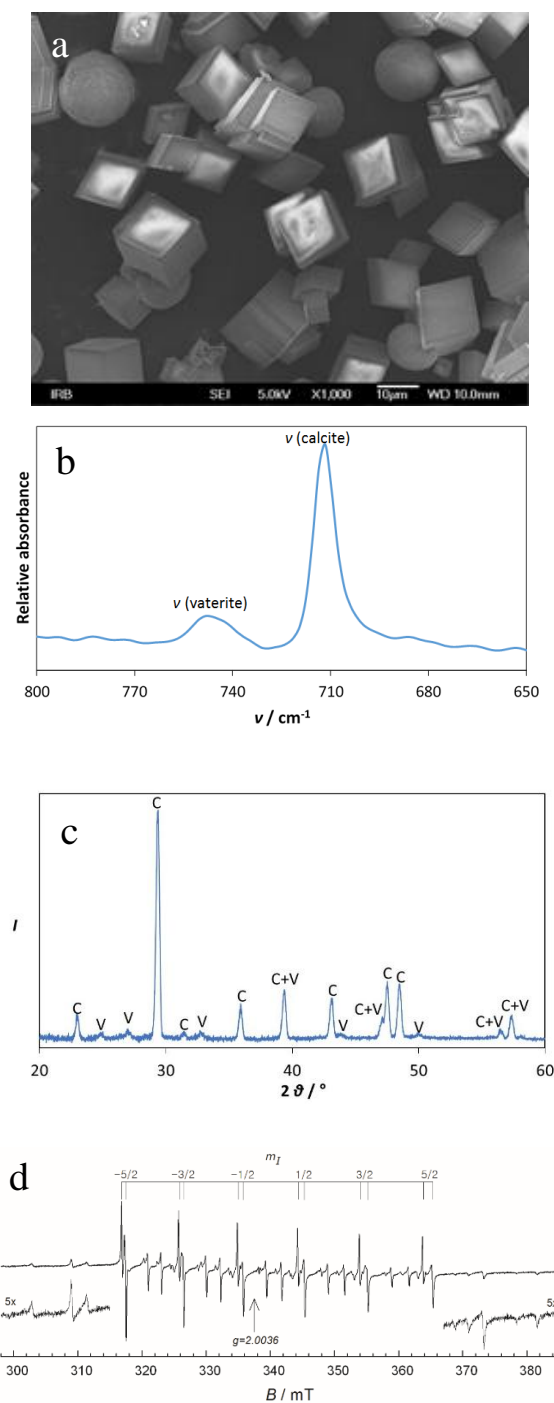 a
IRB SEI 5.0kV X1,000 10µm WD 10.0mm
b
ν (calcite)
ν (vaterite)
Relative absorbance
800 770 740 710 680 650
ν / cm-1
c
C
C+V
C C
C V V C V C C C+V V V C+V C+V
I
20 30 40 50 60
2 ϑ / °
d
mI
−5/2 −3/2 −1/2 1/2 3/2 5/2
5x 5x
g=2.0036
300 310 320 330 340 350 360 370 380
B / mT